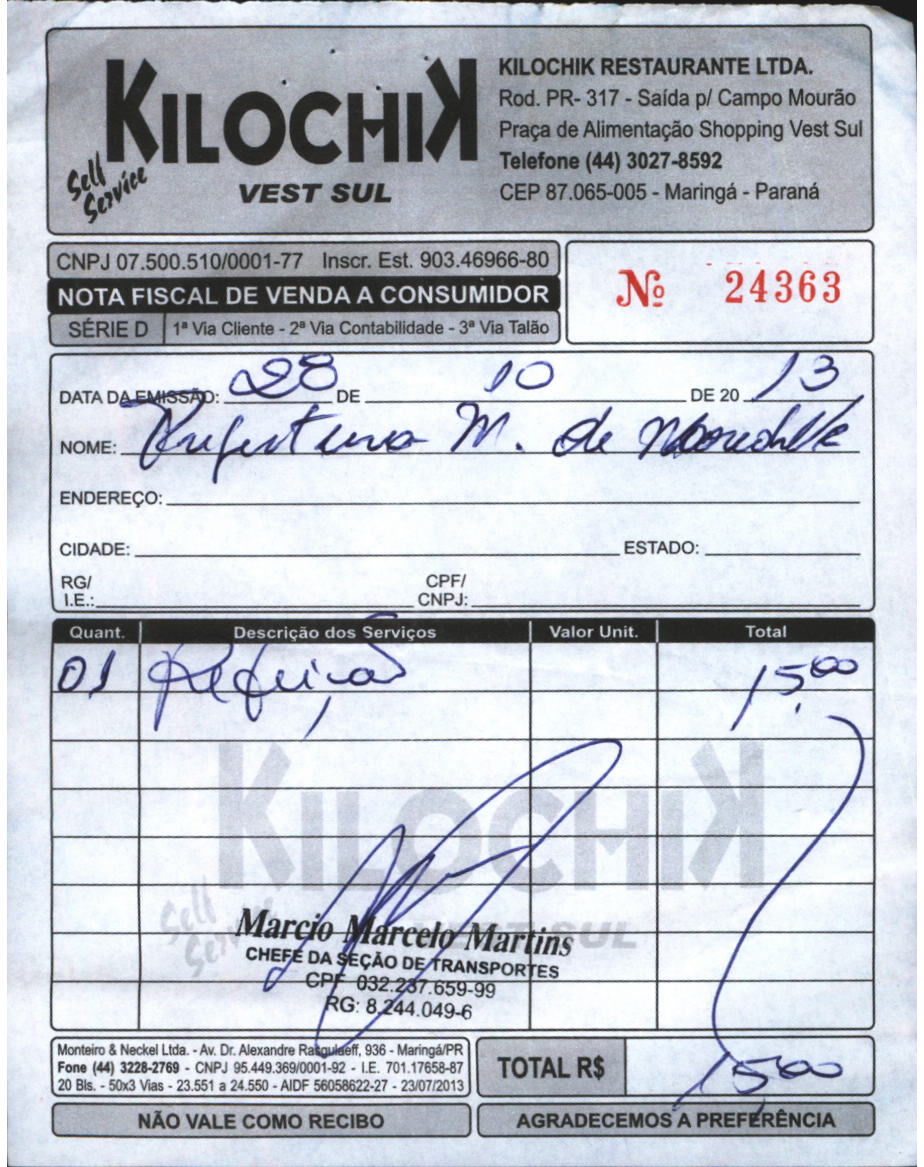 KILOCHIK
Self Service
VEST SUL
KILOCHIK RESTAURANTE LTDA.
Rod. PR- 317 - Saída p/ Campo Mourão
Praça de Alimentação Shopping Vest Sul
Telefone (44) 3027-8592
CEP 87.065-005 - Maringá - Paraná
CNPJ 07.500.510/0001-77 Inscr. Est. 903.46966-80
NOTA FISCAL DE VENDA A CONSUMIDOR
SÉRIE D 1ª Via Cliente - 2ª Via Contabilidade - 3ª Via Talão
Nº 24363
DATA DA EMISSÃO: 28 DE 10 DE 20 13
NOME: M. de
ENDEREÇO:
CIDADE: ESTADO:
RG/ I.E.: CPF/ CNPJ:
Quant. Descrição dos Serviços Valor Unit. Total
01 Refeição 15,00
KILOCHIK
Self Service
VEST SUL
Marcio Marcelo Martins
CHEFE DA SEÇÃO DE TRANSPORTES
CPF 032.237.659-99
RG: 8.244.049-6
Monteiro & Neckel Ltda. - Av. Dr. Alexandre Rasgulaeff, 936 - Maringá/PR
Fone (44) 3228-2769 - CNPJ 95.449.369/0001-92 - I.E. 701.17658-87
20 Bls. - 50x3 Vias - 23.551 a 24.550 - AIDF 56058622-27 - 23/07/2013
TOTAL R$ 15,00
NÃO VALE COMO RECIBO
AGRADECEMOS A PREFERÊNCIA